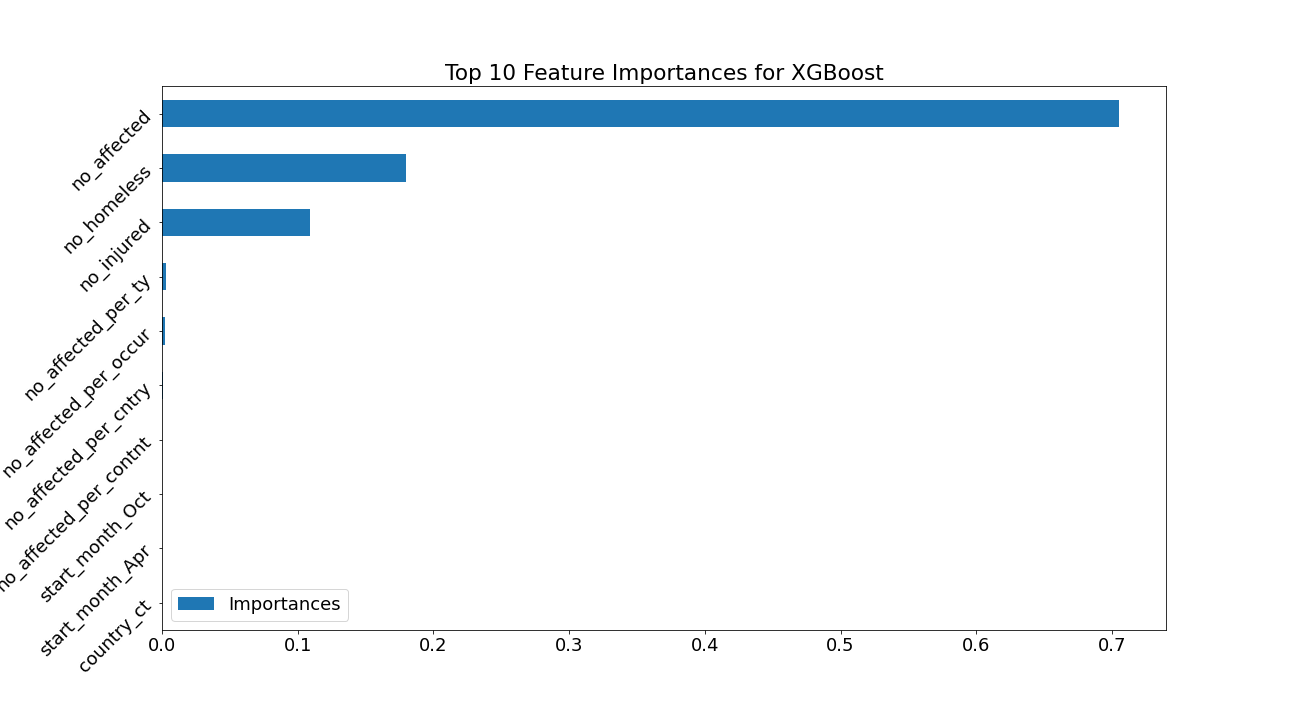 Top 10 Feature Importances for XGBoost
no_affected
no_homeless
no_injured
no_affected_per_ty
no_affected_per_occur
no_affected_per_cntry
no_affected_per_contnt
start_month_Oct
start_month_Apr
country_ct
Importances
0.0 0.1 0.2 0.3 0.4 0.5 0.6 0.7